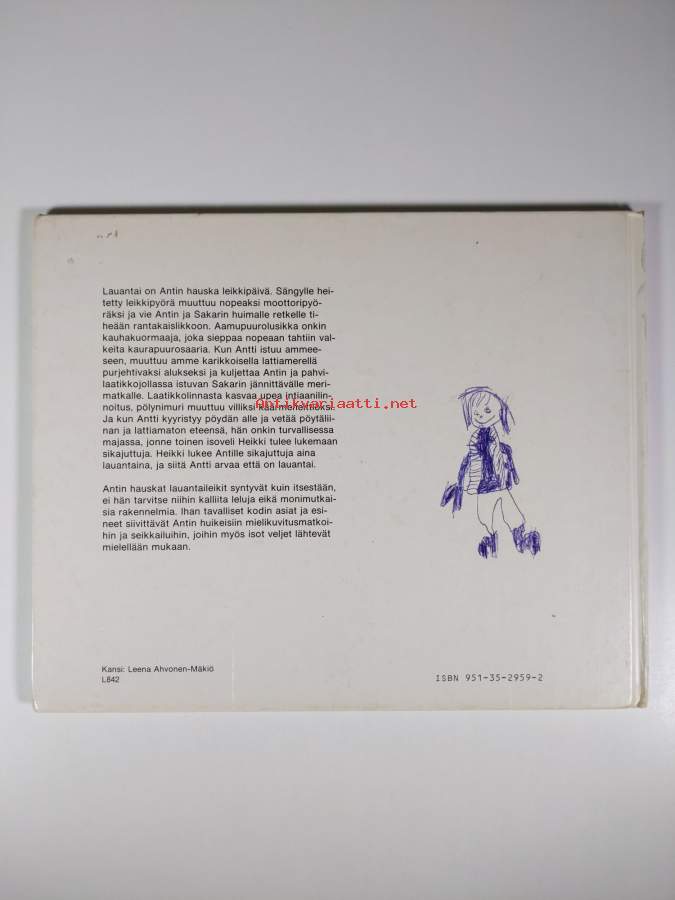 Lauantai on Antin hauska leikkipäivä. Sängylle hei-
tetty leikkipyörä muuttuu nopeaksi moottoripyö-
räksi ja vie Antin ja Sakarin huimalle retkelle ti-
heään rantakaislikkoon. Aamupuurolusikka onkin
kauhakuormaaja, joka sieppaa nopeaan tahtiin val-
keita kaurapuurosaaria. Kun Antti istuu ammee-
seen, muuttuu amme karikkoisella lattiamerellä
purjehtivaksi alukseksi ja kuljettaa Antin ja pahvi-
laatikkojollassa istuvan Sakarin jännittävälle meri-
matkalle. Laatikkolinnasta kasvaa upea intiaanilin-
noitus, pölynimuri muuttuu villiksi käärmeheittiöksi.
Ja kun Antti kyyristyy pöydän alle ja vetää pöytälii-
nan ja lattiamaton eteensä, hän onkin turvallisessa
majassa, jonne toinen isoveli Heikki tulee lukemaan
sikajuttuja. Heikki lukee Antille sikajuttuja aina
lauantaina, ja siitä Antti arvaa että on lauantai.
Antin hauskat lauantaileikit syntyvät kuin itsestään,
ei hän tarvitse niihin kalliita leluja eikä monimutkai-
sia rakennelmia. Ihan tavalliset kodin asiat ja esi-
neet siivittävät Antin huikeisiin mielikuvitusmatkoi-
hin ja seikkailuihin, joihin myös isot veljet lähtevät
mielellään mukaan.
Antikvariaatti.net
Kansi: Leena Ahvonen-Mäkiö
L842
ISBN 951-35-2959-2